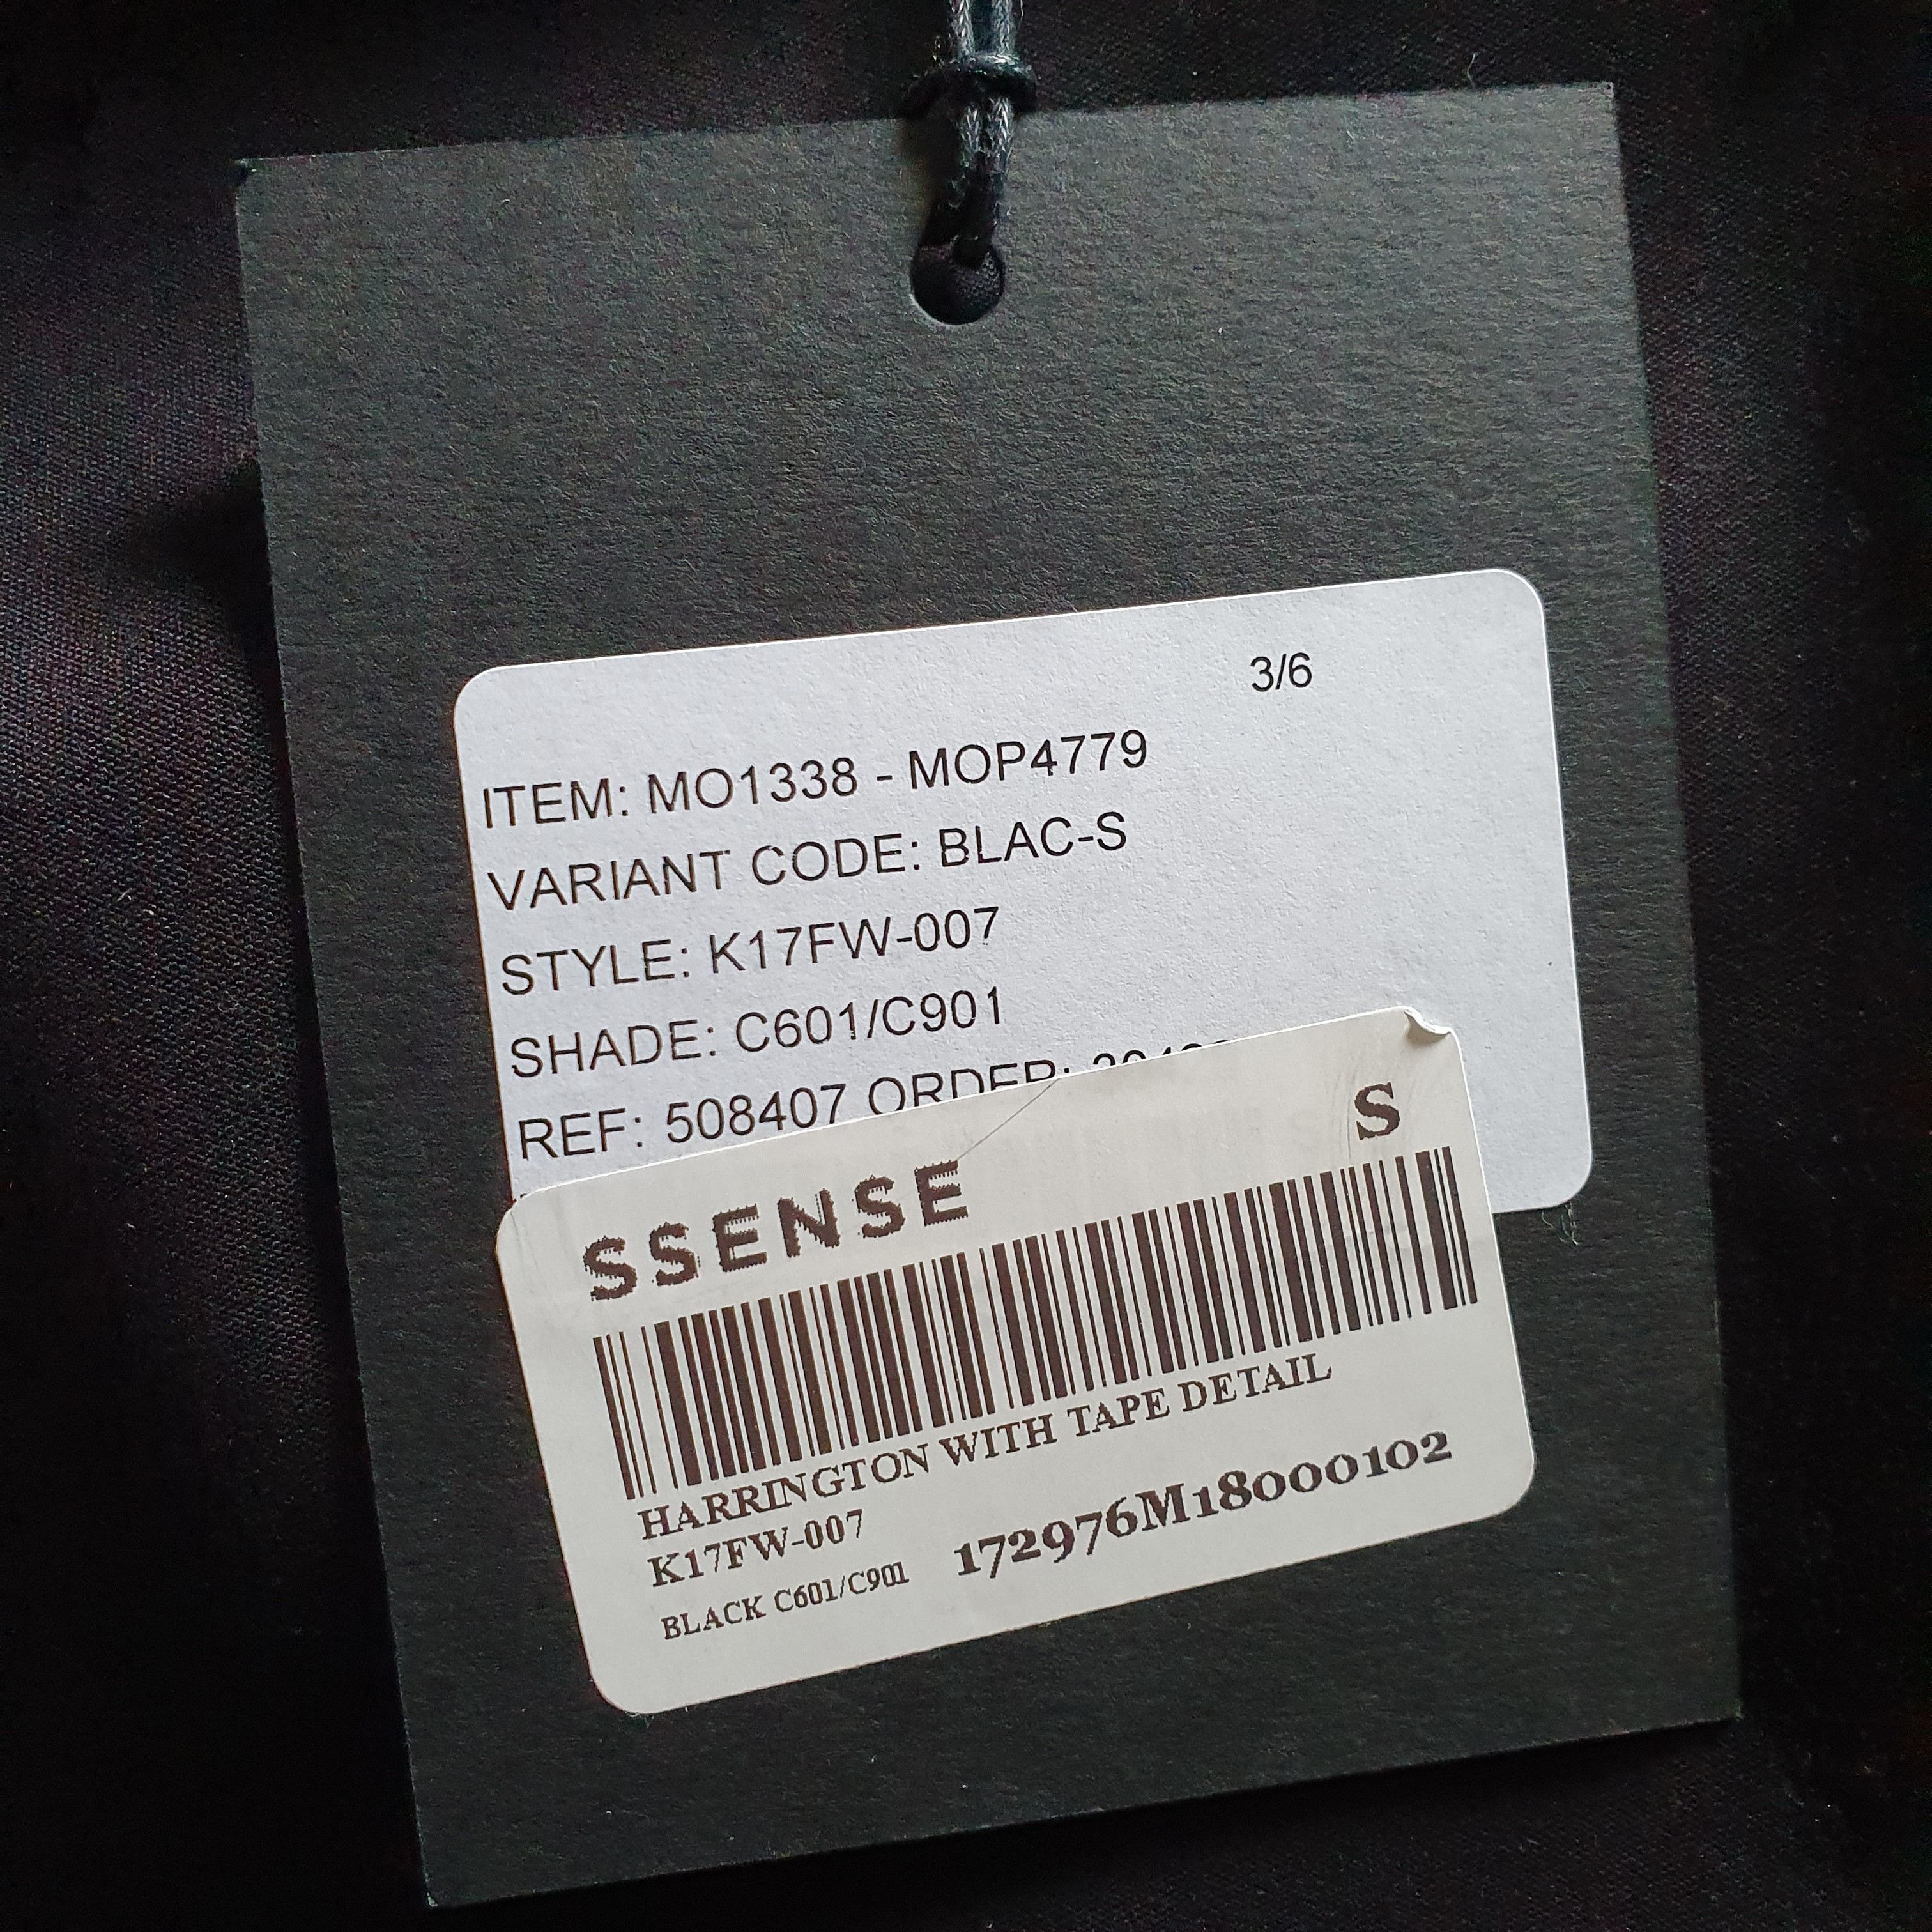 3/6
ITEM: MO1338 - MOP4779
VARIANT CODE: BLAC-S
STYLE: K17FW-007
SHADE: C601/C901
REF: 508407 ORDER:
S
SSENSE
HARRINGTON WITH TAPE DETAIL
K17FW-007
BLACK C601/C901 172976M18000102